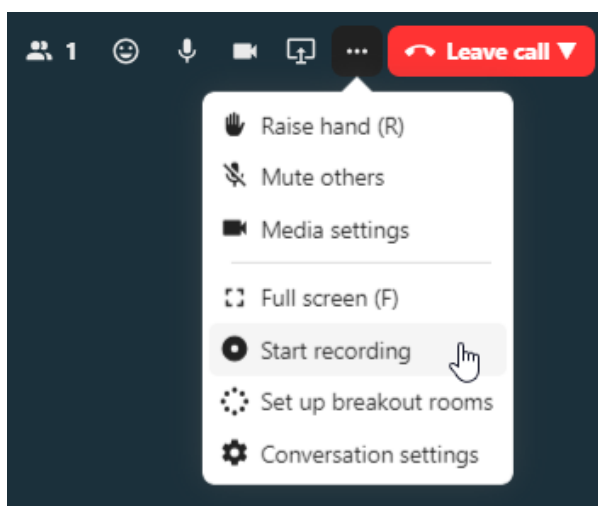 1
Leave call
Raise hand (R)
Mute others
Media settings
Full screen (F)
Start recording
Set up breakout rooms
Conversation settings